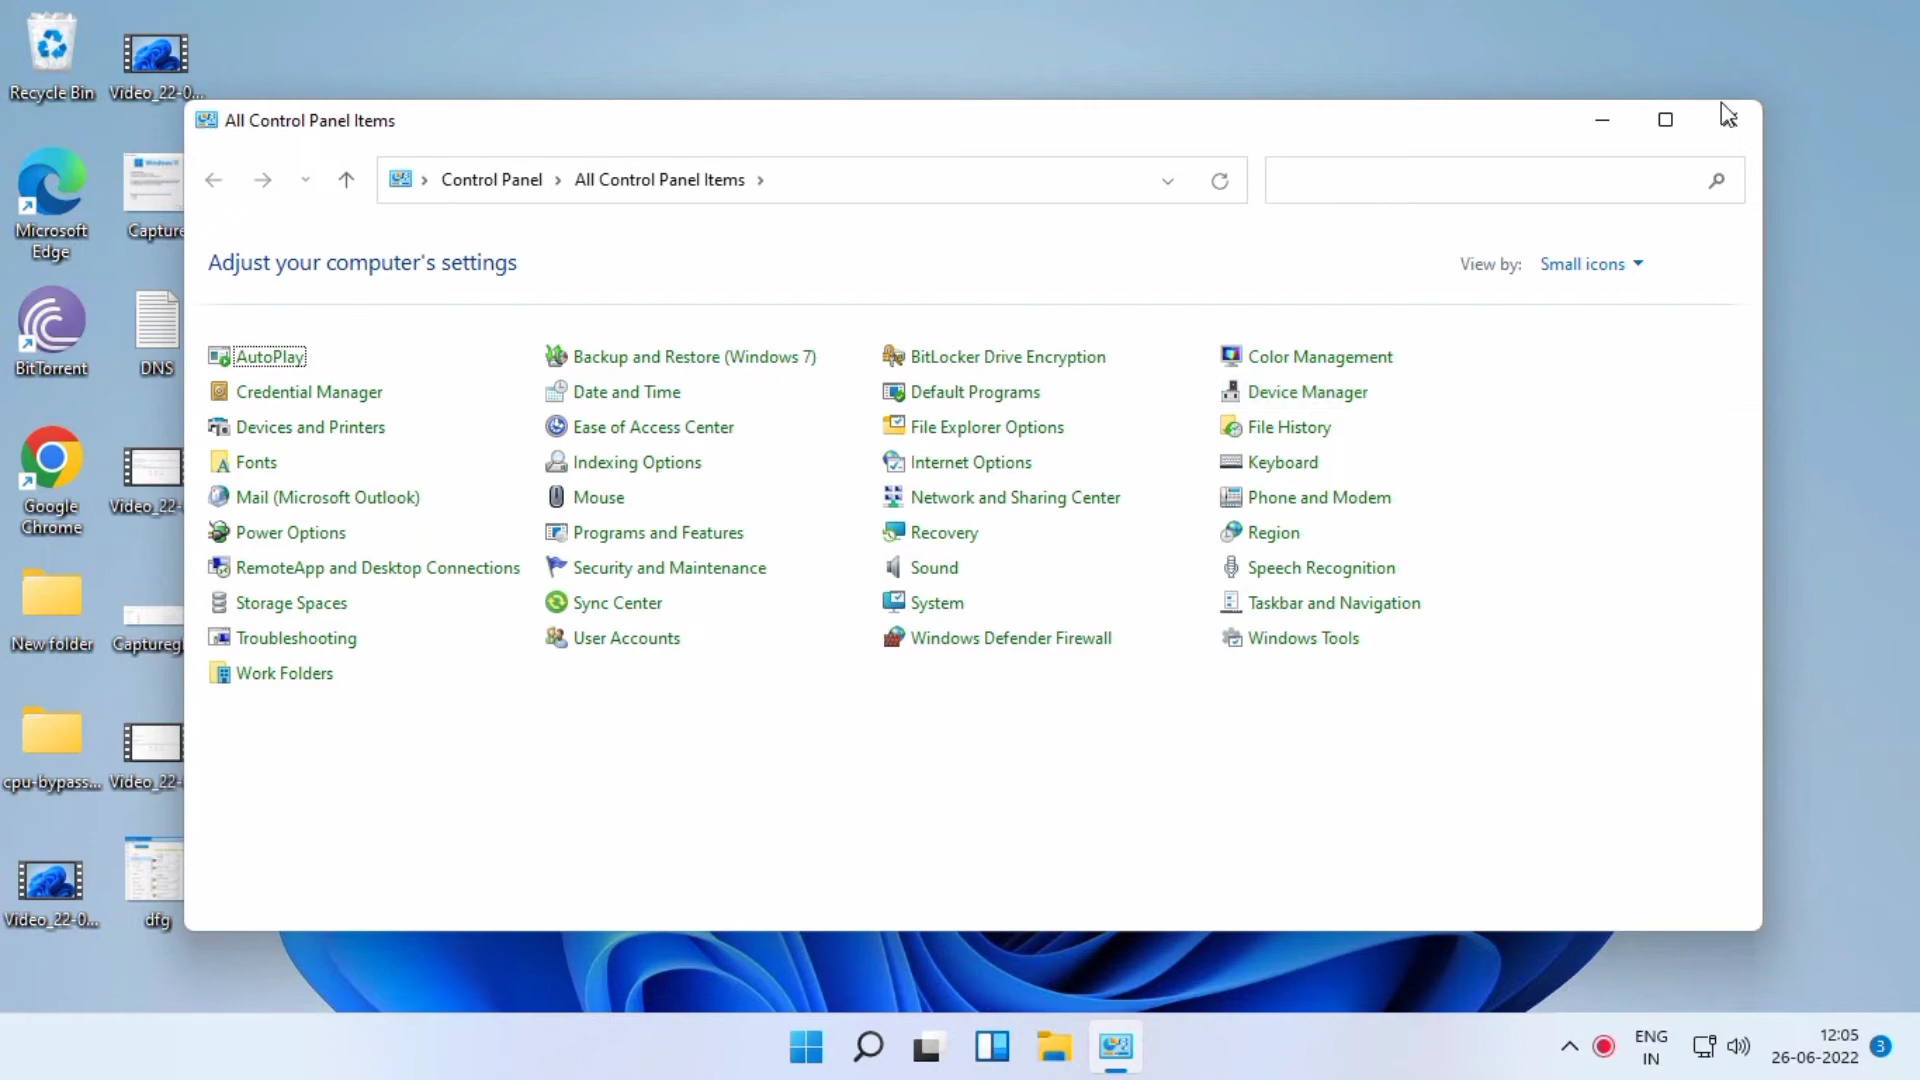 Recycle Bin
Video_22-0...
Microsoft
Edge
Capture
BitTorrent
DNS
Google
Chrome
Video_22-
New folder
cpu-bypass...
Video_22-
Video_22-0...
dfg
All Control Panel Items
Control Panel > All Control Panel Items >
Adjust your computer's settings
View by: Small icons
AutoPlay
Backup and Restore (Windows 7)
BitLocker Drive Encryption
Color Management
Credential Manager
Date and Time
Default Programs
Device Manager
Devices and Printers
Ease of Access Center
File Explorer Options
File History
Fonts
Indexing Options
Internet Options
Keyboard
Mail (Microsoft Outlook)
Mouse
Network and Sharing Center
Phone and Modem
Power Options
Programs and Features
Recovery
Region
RemoteApp and Desktop Connections
Security and Maintenance
Sound
Speech Recognition
Storage Spaces
Sync Center
System
Taskbar and Navigation
Troubleshooting
User Accounts
Windows Defender Firewall
Windows Tools
Work Folders
ENG
IN
12:05
26-06-2022
3